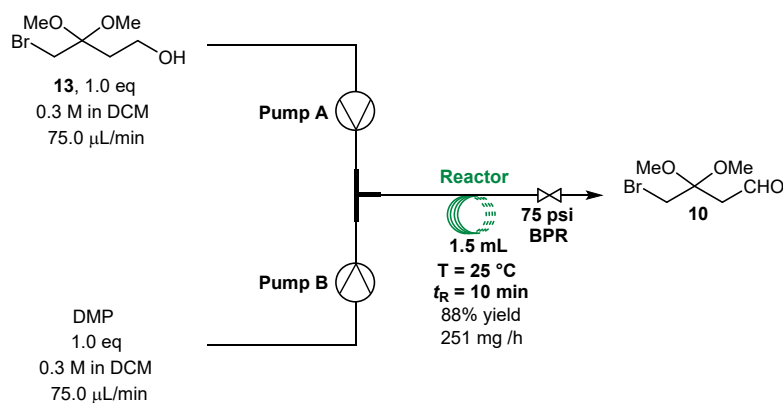 MeO OMe
Br
OH
13, 1.0 eq
0.3 M in DCM
75.0 μL/min
Pump A
Reactor
1.5 mL
T = 25 °C
tR = 10 min
88% yield
251 mg /h
75 psi
BPR
MeO OMe
Br
CHO
10
Pump B
DMP
1.0 eq
0.3 M in DCM
75.0 μL/min